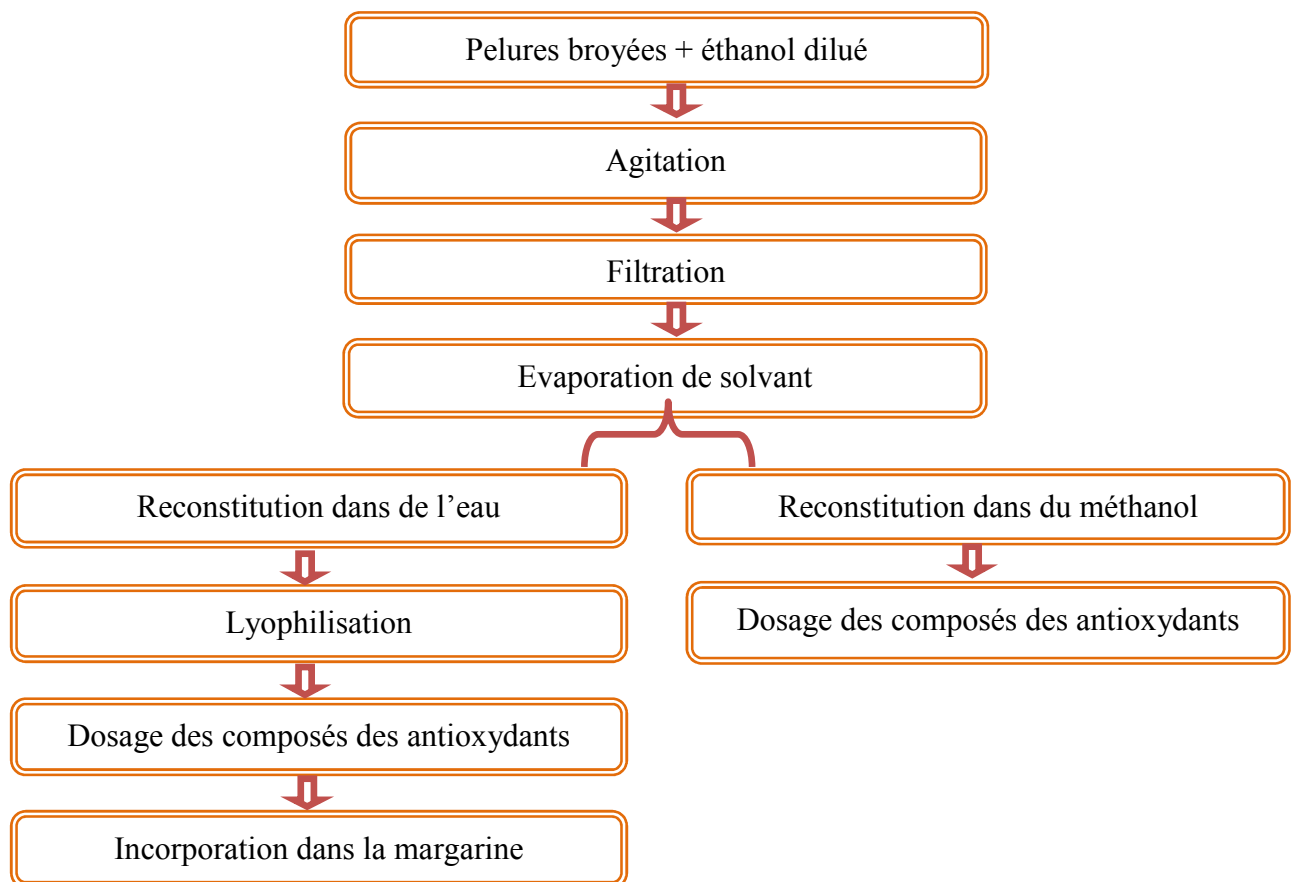 Pelures broyées + éthanol dilué
Agitation
Filtration
Evaporation de solvant
Reconstitution dans de l’eau
Reconstitution dans du méthanol
Lyophilisation
Dosage des composés des antioxydants
Dosage des composés des antioxydants
Incorporation dans la margarine